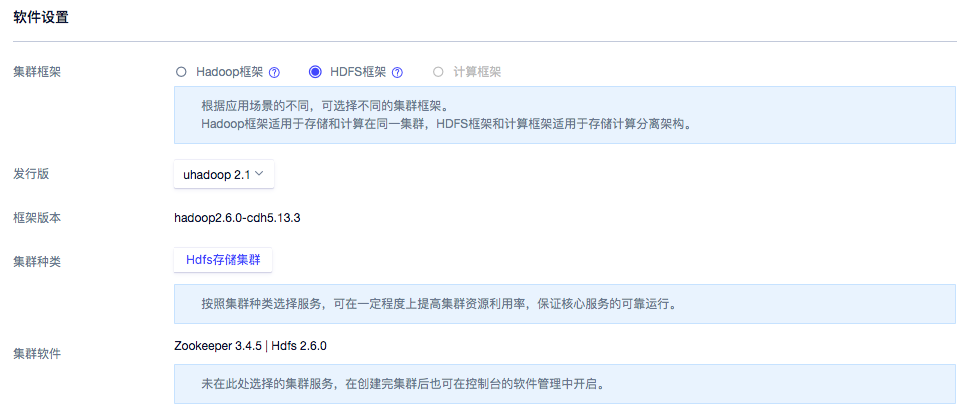 软件设置
集群框架
Hadoop框架 ? HDFS框架 ? 计算框架
根据应用场景的不同，可选择不同的集群框架。
Hadoop框架适用于存储和计算在同一集群，HDFS框架和计算框架适用于存储计算分离架构。
发行版
uhadoop 2.1
框架版本
hadoop2.6.0-cdh5.13.3
集群种类
Hdfs存储集群
按照集群种类选择服务，可在一定程度上提高集群资源利用率，保证核心服务的可靠运行。
集群软件
Zookeeper 3.4.5 | Hdfs 2.6.0
未在此处选择的集群服务，在创建完集群后也可在控制台的软件管理中开启。